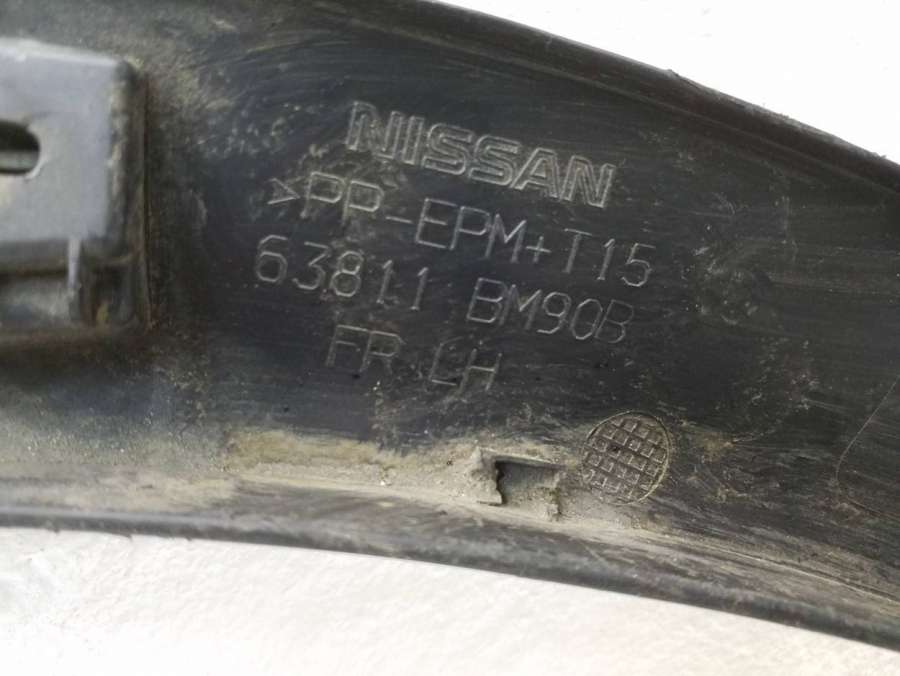 NISSAN
>PP-EPM+T15
63811 BM90B
FR LH